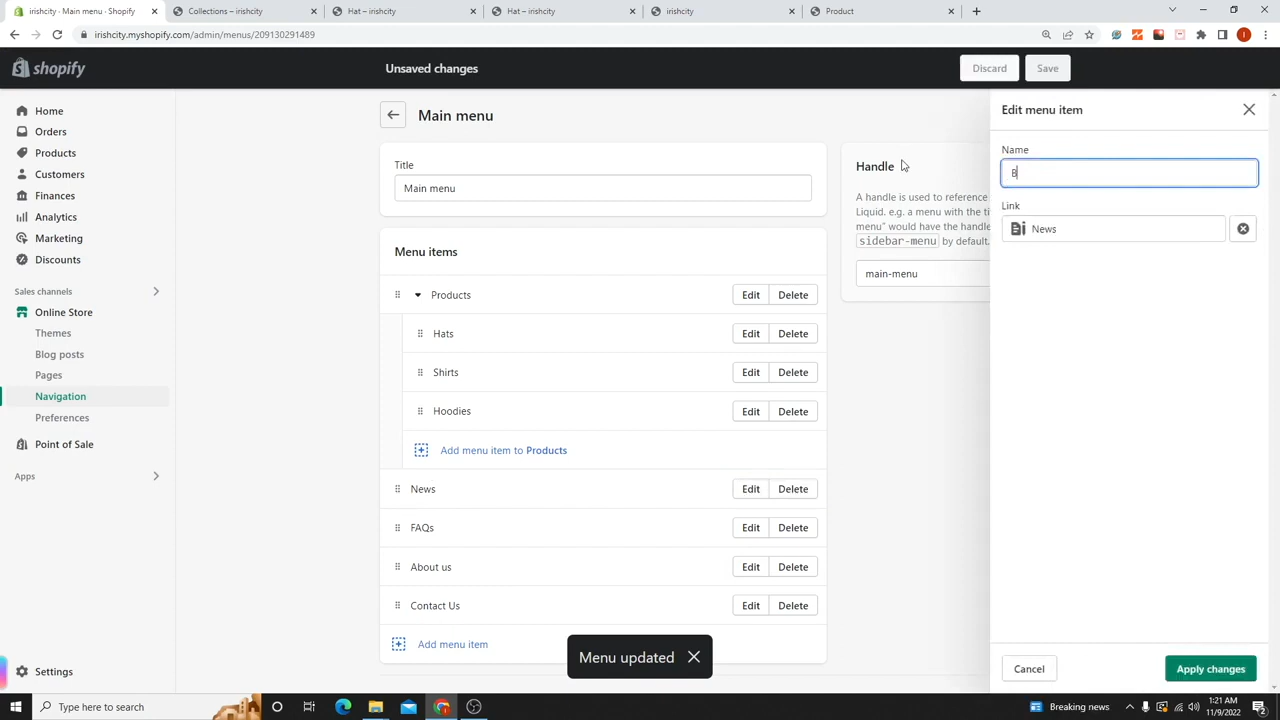 irishcity - Main menu - Shopify
Collections – irishcity
Hat – irishcity
Hat – irishcity
irishcity
Product
irishcity.myshopify.com/admin/menus/209130291489
shopify
Unsaved changes
Discard
Save
Home
Orders
Products
Customers
Finances
Analytics
Marketing
Discounts
Sales channels
Online Store
Themes
Blog posts
Pages
Navigation
Preferences
Point of Sale
Apps
Settings
Main menu
Title
Main menu
Menu items
Products Edit Delete
Hats Edit Delete
Shirts Edit Delete
Hoodies Edit Delete
Add menu item to Products
News Edit Delete
FAQs Edit Delete
About us Edit Delete
Contact Us Edit Delete
Add menu item
Menu updated
Handle
A handle is used to reference
Liquid. e.g. a menu with the ti
menu" would have the handle
sidebar-menu by default.
main-menu
Edit menu item
Name
B
Link
News
Cancel
Apply changes
Type here to search
Breaking news
1:21 AM
11/9/2022